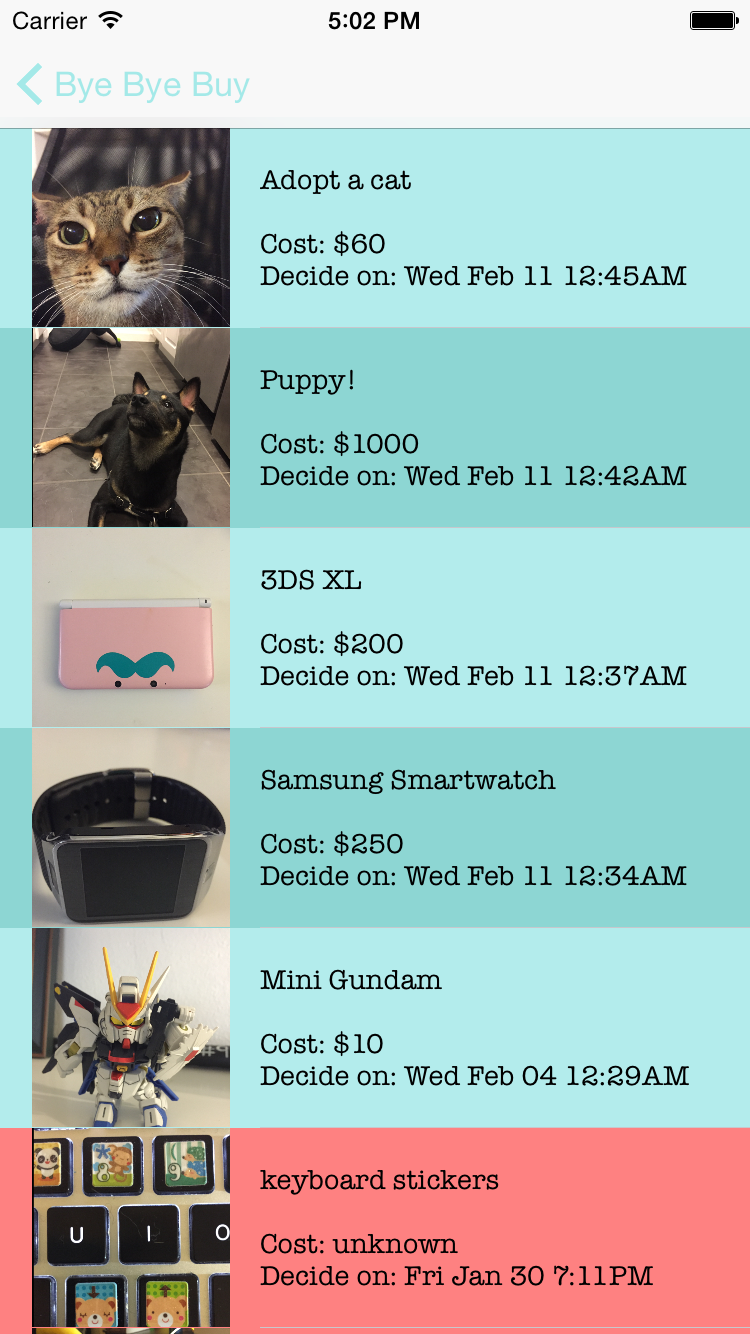 Carrier 5:02 PM
Bye Bye Buy
Adopt a cat
Cost: $60
Decide on: Wed Feb 11 12:45AM
Puppy!
Cost: $1000
Decide on: Wed Feb 11 12:42AM
3DS XL
Cost: $200
Decide on: Wed Feb 11 12:37AM
Samsung Smartwatch
Cost: $250
Decide on: Wed Feb 11 12:34AM
Mini Gundam
Cost: $10
Decide on: Wed Feb 04 12:29AM
U I O
keyboard stickers
Cost: unknown
Decide on: Fri Jan 30 7:11PM